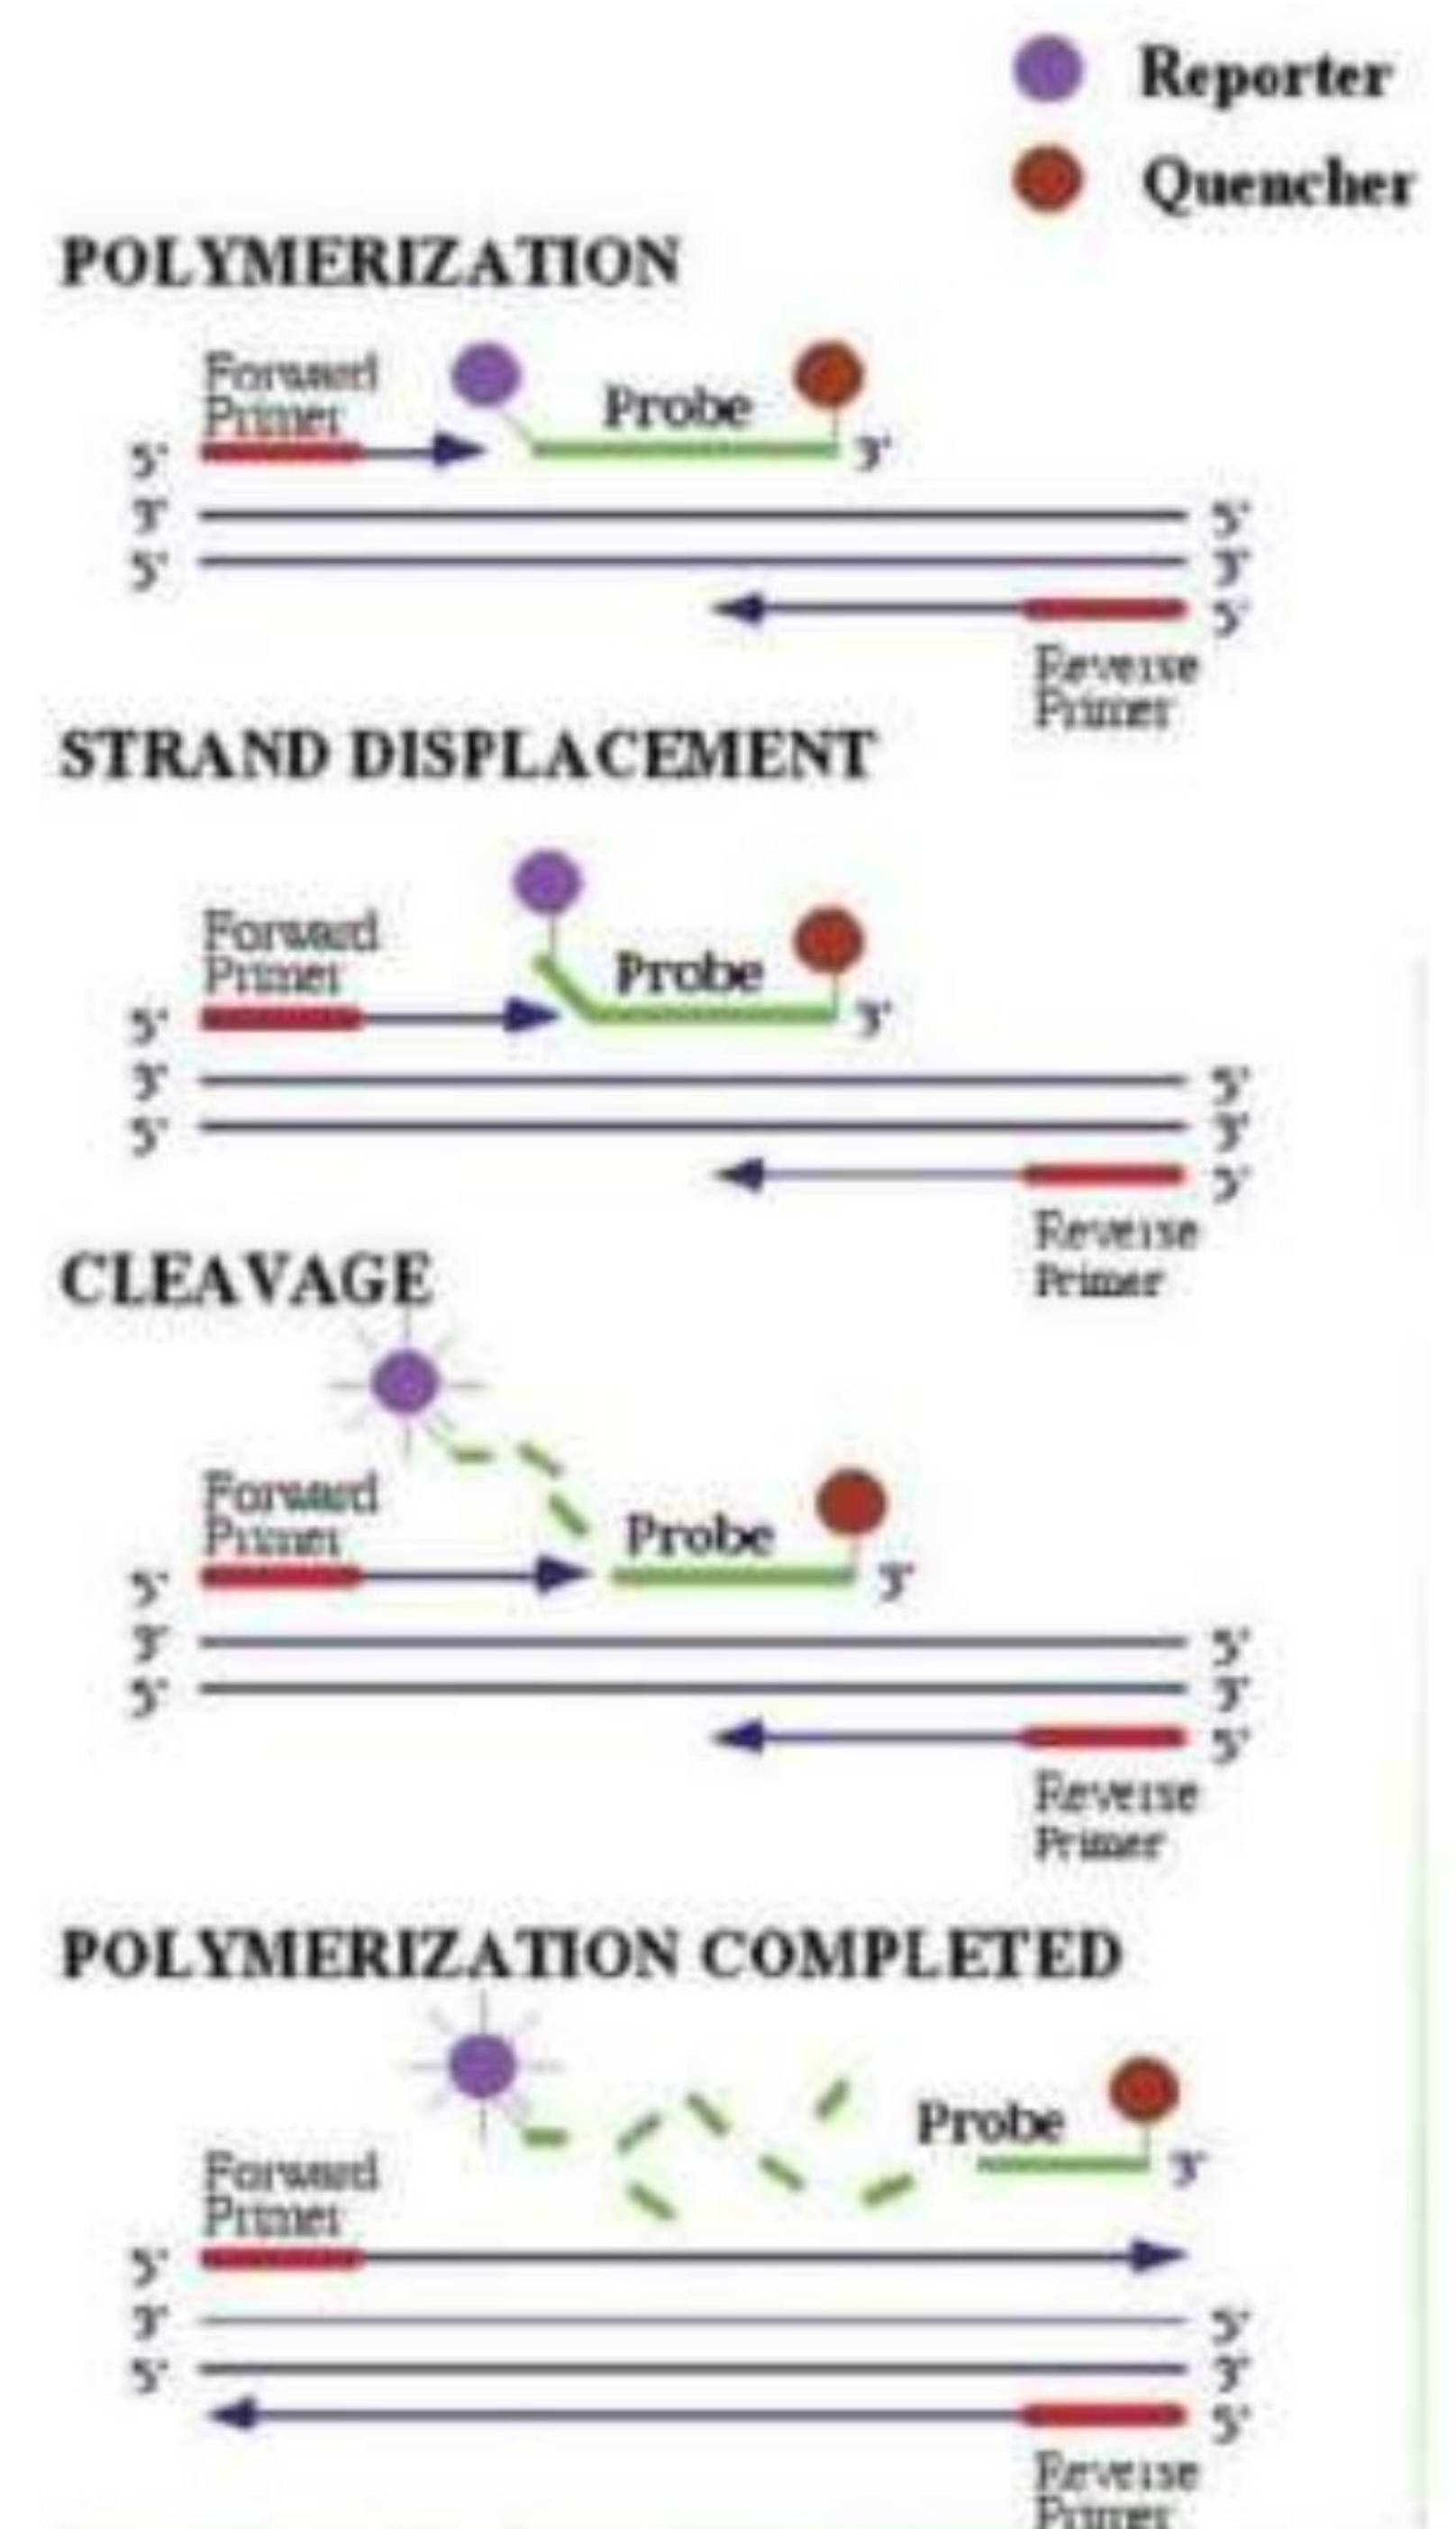 Reporter
Quencher
POLYMERIZATION
Forward
Primer
Probe
5' 3'
3' 5'
5' 3'
5'
Reverse
Primer
STRAND DISPLACEMENT
Forward
Primer
Probe
5' 3'
3' 5'
5' 3'
5'
Reverse
Primer
CLEAVAGE
Forward
Primer
Probe
5' 3'
3' 5'
5' 3'
5'
Reverse
Primer
POLYMERIZATION COMPLETED
Probe
3'
Forward
Primer
5'
3' 5'
5' 3'
5'
Reverse
Primer